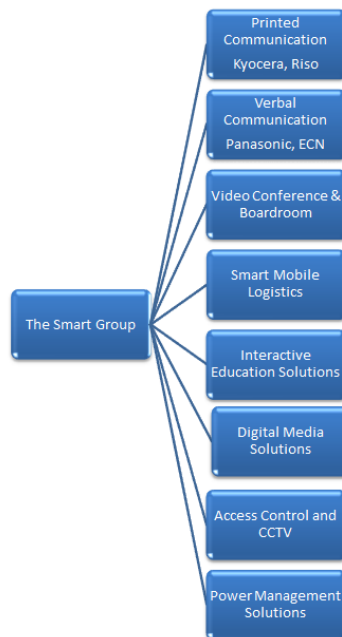 Printed
Communication
Kyocera, Riso
Verbal
Communication
Panasonic, ECN
Video Conference &
Boardroom
Smart Mobile
Logistics
The Smart Group
Interactive
Education Solutions
Digital Media
Solutions
Access Control and
CCTV
Power Management
Solutions